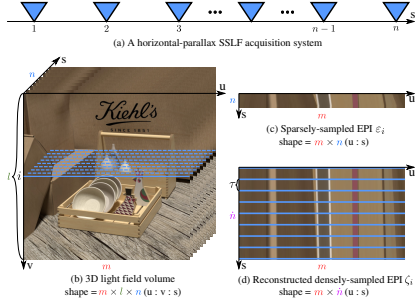 s
1 2 3 n − 1 n
(a) A horizontal-parallax SSLF acquisition system
s
n
u
Kiehl's
SINCE 1851
l
i
m
v
(b) 3D light field volume
shape = m × l × n (u : v : s)
u
n
s
m
(c) Sparsely-sampled EPI εᵢ
shape = m × n (u : s)
u
τ
ń
s
m
(d) Reconstructed densely-sampled EPI ζᵢ
shape = m × ń (u : s)